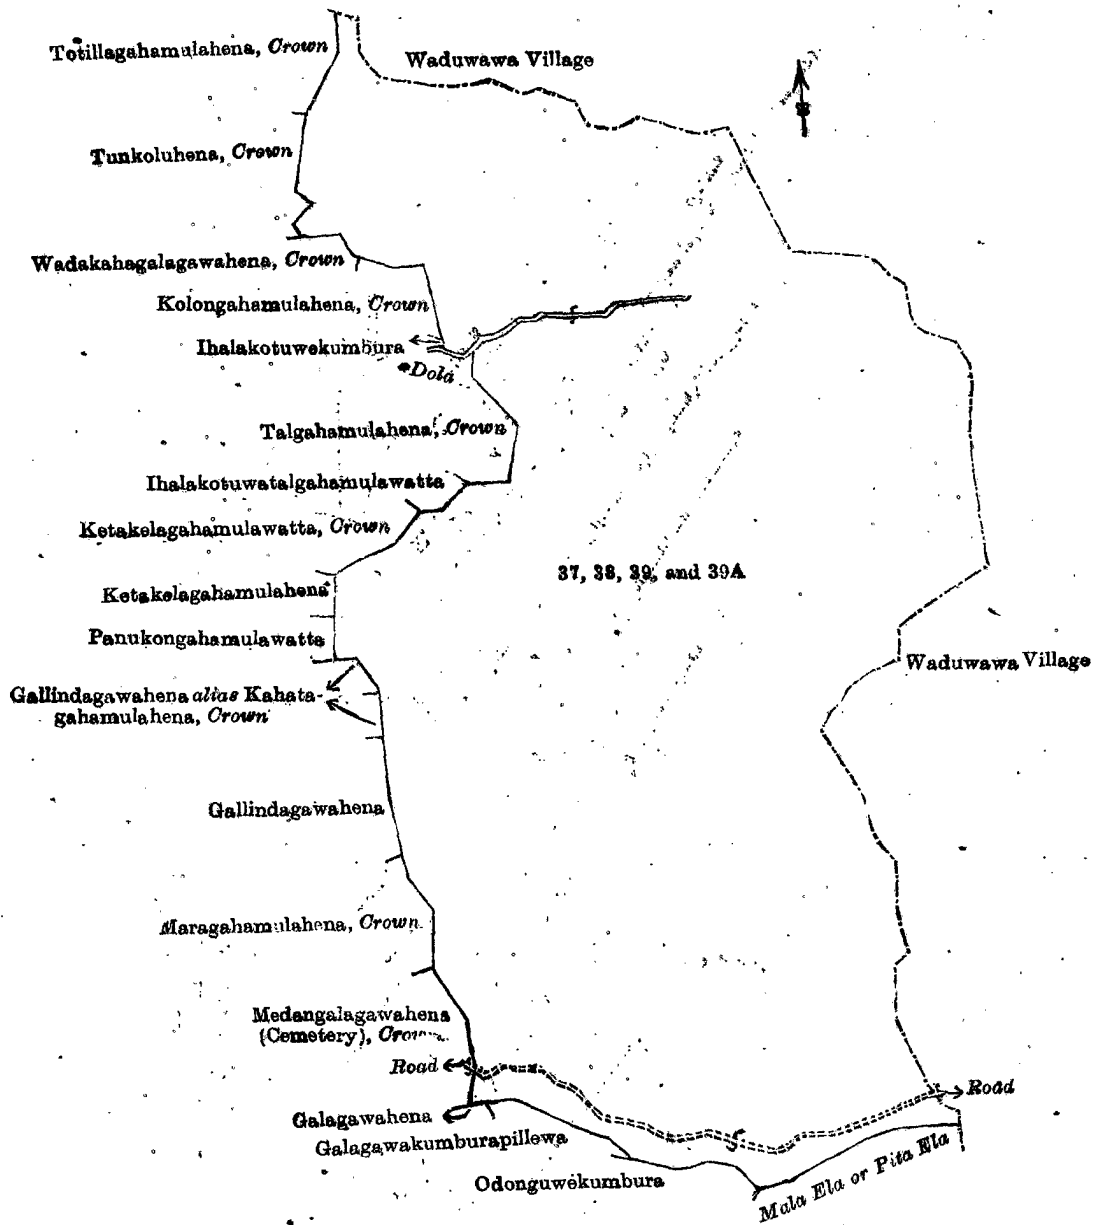 Totillagahamulahena, Crown
Waduwawa Village
Tunkoluhena, Crown
Wadakahagalagawahena, Crown
Kolongahamulahena, Crown
Ihalakotuwekumbura
Dola
Talgahamulahena, Crown
Ihalakotuwatalgahamulawatta
Ketakelagahamulawatta, Crown
37, 38, 39, and 39A
Ketakelagahamulahena
Panukongahamulawatta
Waduwawa Village
Gallindagawahena alias Kahata-
gahamulahena, Crown
Gallindagawahena
Maragahamulahena, Crown
Medangalagawahena
(Cemetery), Crown
Road
Road
Galagawahena
Galagawakumburapillewa
Odonguwekumbura
Mala Ela or Pita Ela